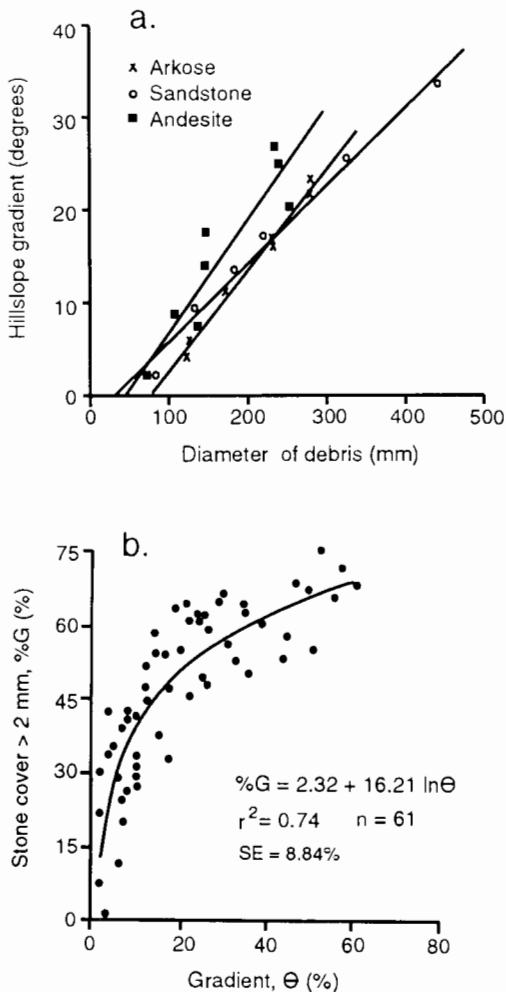 a.
40
30
20
10
0
Hillslope gradient (degrees)
x Arkose
o Sandstone
■ Andesite
0 100 200 300 400 500
Diameter of debris (mm)
b.
75
60
45
30
15
0
Stone cover > 2 mm, %G (%)
%G = 2.32 + 16.21 lnΘ
r²= 0.74 n = 61
SE = 8.84%
0 20 40 60 80
Gradient, Θ (%)